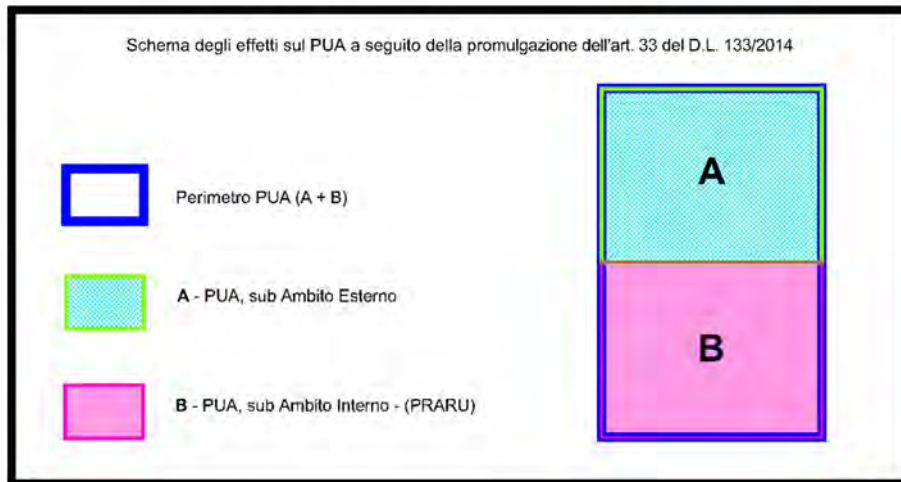 Schema degli effetti sul PUA a seguito della promulgazione dell'art. 33 del D.L. 133/2014
Perimetro PUA (A + B)
A - PUA, sub Ambito Esterno
B - PUA, sub Ambito Interno - (PRARU)
A
B